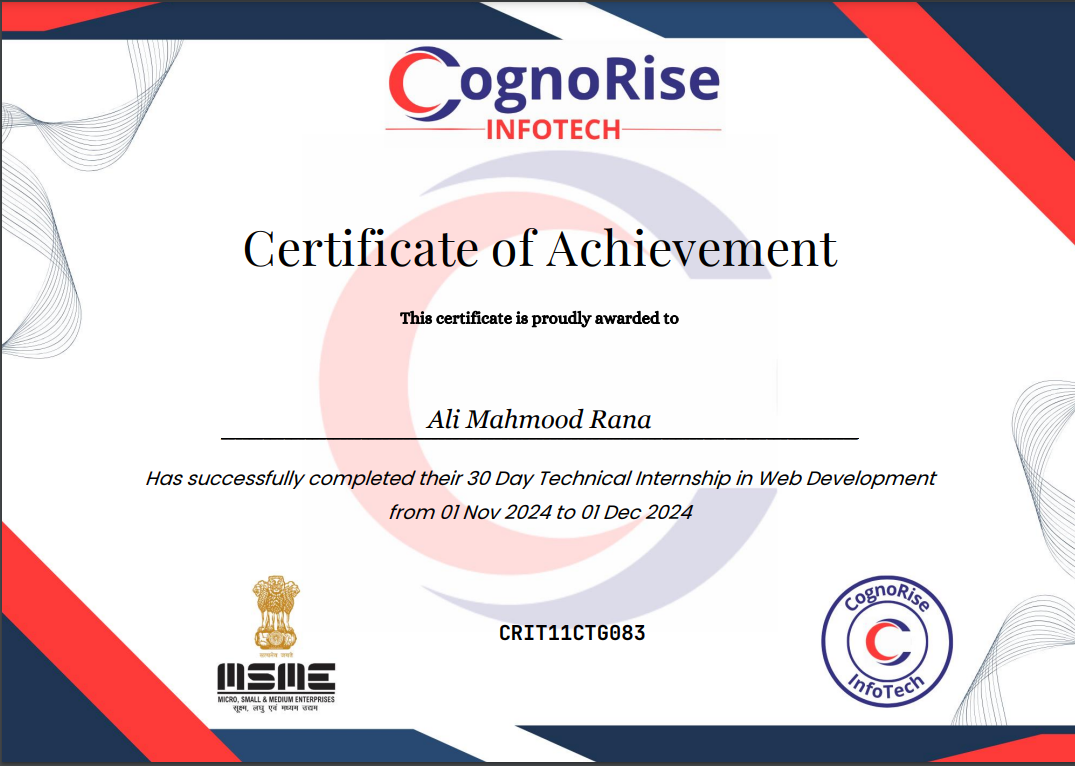 CognoRise
INFOTECH
Certificate of Achievement
This certificate is proudly awarded to
Ali Mahmood Rana
Has successfully completed their 30 Day Technical Internship in Web Development
from 01 Nov 2024 to 01 Dec 2024
सत्यमेव जयते
MSME
MICRO, SMALL & MEDIUM ENTERPRISES
सूक्ष्म, लघु एवं मध्यम उद्यम
CRIT11CTG083
CognoRise
InfoTech